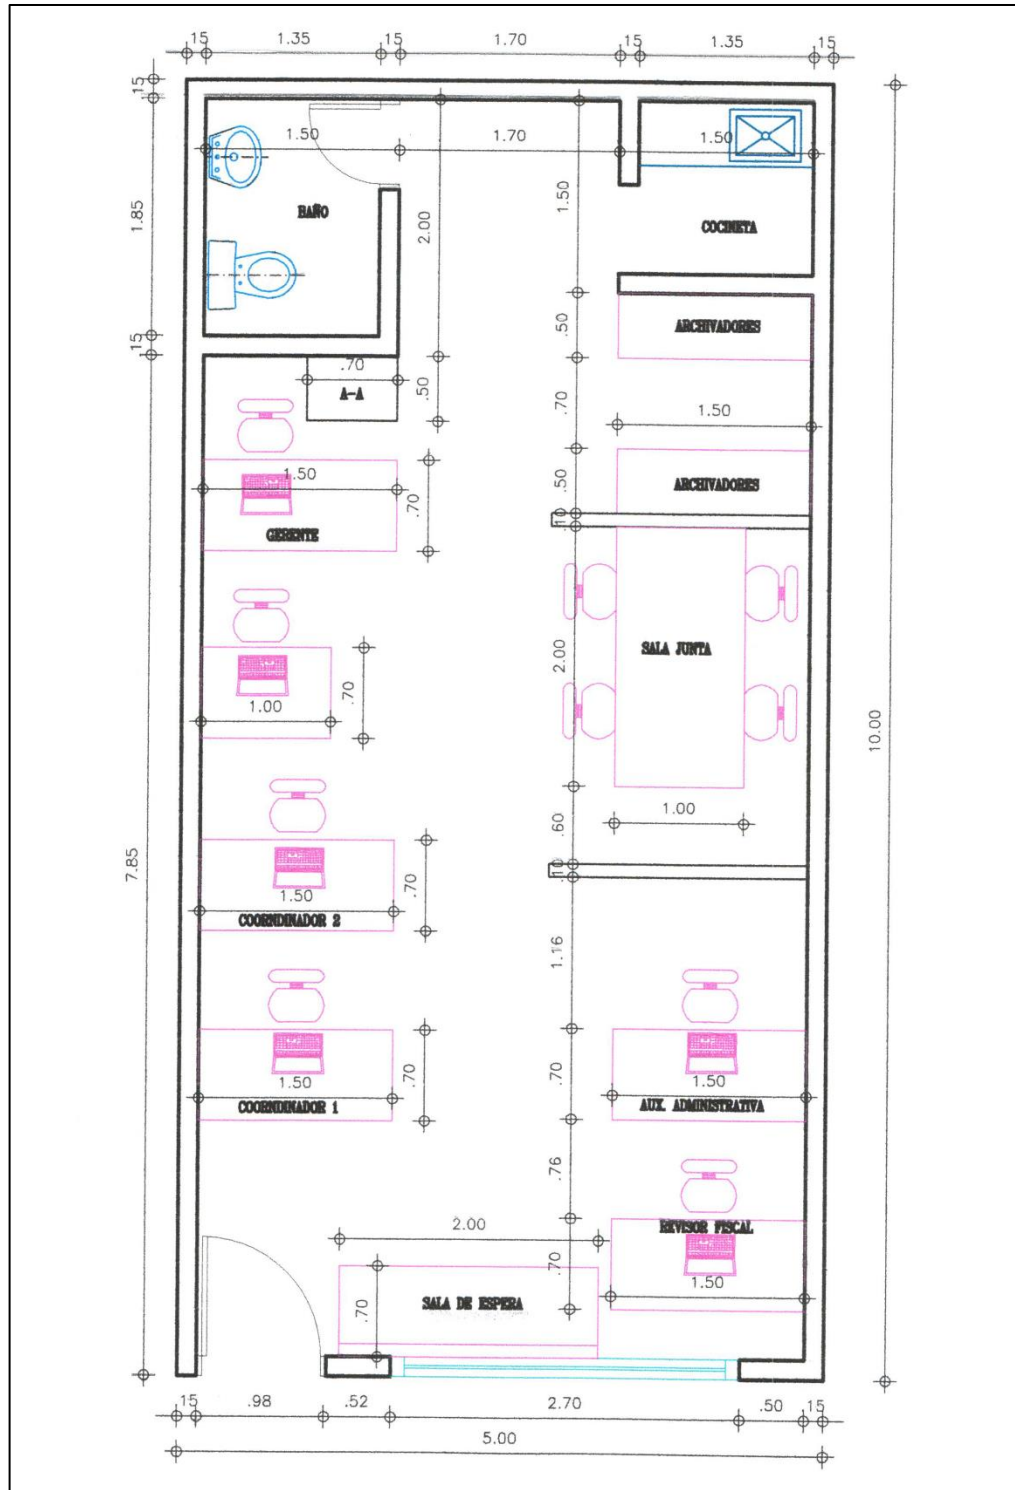 15 1.35 15 1.70 15 1.35 15
15
1.50 1.70 1.50
1.85
BAÑO
2.00
1.50
COCINETA
15
.50
ARCHIVADORES
.70
A-A
.50
.70
1.50
1.50
.70
GERENTE
.50
ARCHIVADORES
.10
2.00
SALA JUNTA
1.00
.70
10.00
1.00
.60
.10
7.85
1.50
.70
COORNDINADOR 2
1.16
1.50
.70
COORNDINADOR 1
.70
1.50
AUX. ADMINISTRATIVA
.76
2.00
REVISOR FISCAL
.70
1.50
.70
SALA DE ESPERA
15 .98 .52 2.70 .50 15
5.00